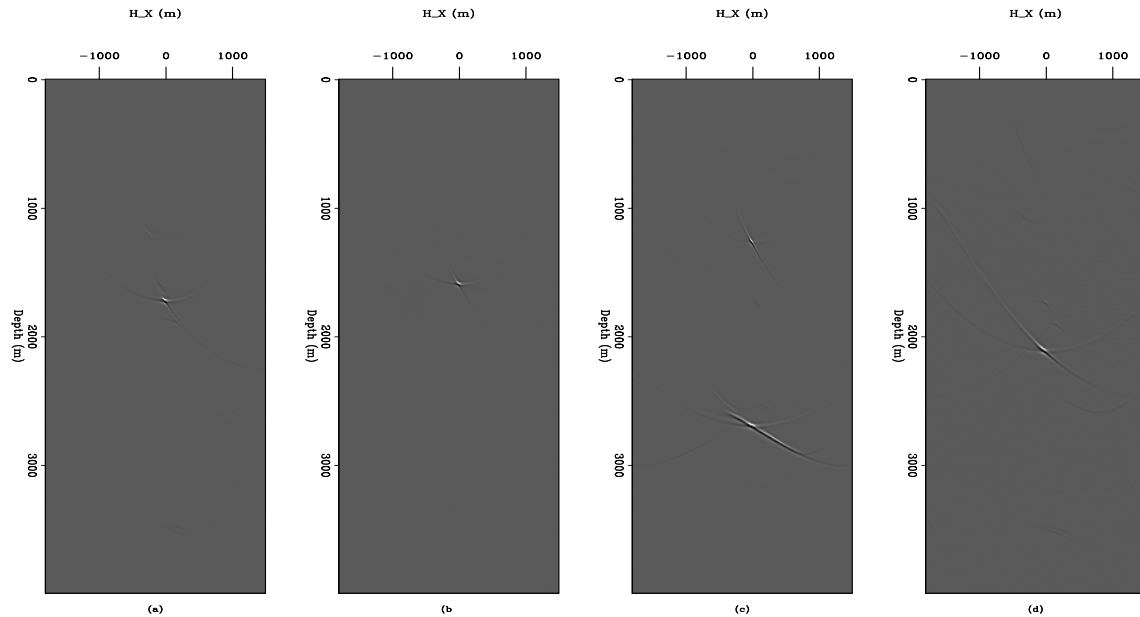 H_X (m) H_X (m) H_X (m) H_X (m)
−1000 0 1000 −1000 0 1000 −1000 0 1000 −1000 0 1000
0 0 0 0
1000 1000 1000 1000
Depth (m) Depth (m) Depth (m) Depth (m)
2000 2000 2000 2000
3000 3000 3000 3000
(a) (b) (c) (d)